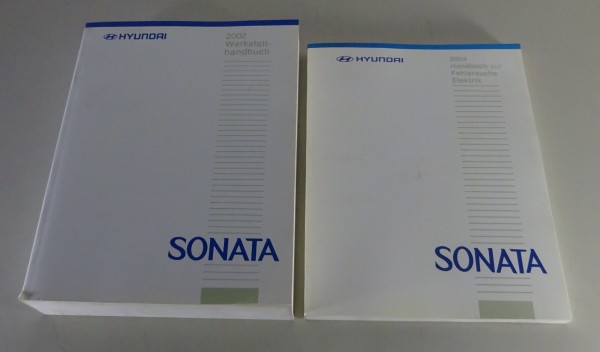 HYUNDAI
2002
Werkstatt-
handbuch
SONATA
HYUNDAI
Handbuch zur
Fehlersuche
Elektrik
SONATA